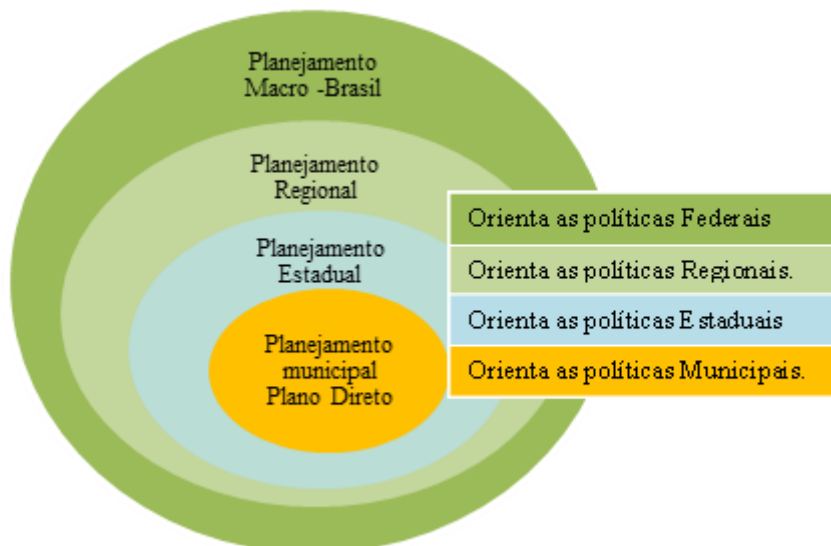 Planejamento
Macro -Brasil
Planejamento
Regional
Planejamento
Estadual
Planejamento
municipal
Plano Direto
Orienta as políticas Federais
Orienta as políticas Regionais.
Orienta as políticas Estaduais
Orienta as políticas Municipais.